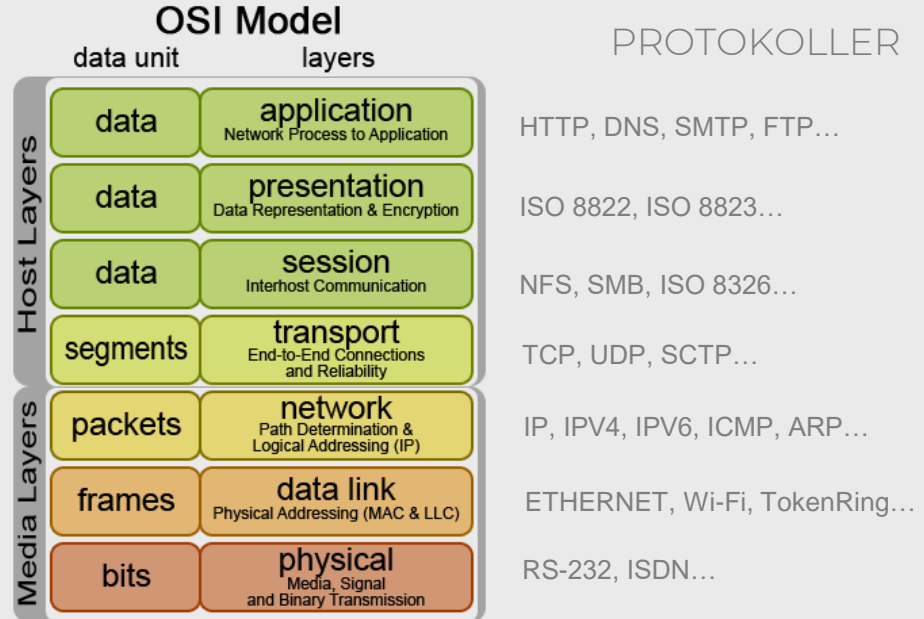 OSI Model
PROTOKOLLER
data unit layers
Host Layers
data
application
Network Process to Application
HTTP, DNS, SMTP, FTP…
data
presentation
Data Representation & Encryption
ISO 8822, ISO 8823…
data
session
Interhost Communication
NFS, SMB, ISO 8326…
segments
transport
End-to-End Connections
and Reliability
TCP, UDP, SCTP…
Media Layers
packets
network
Path Determination &
Logical Addressing (IP)
IP, IPV4, IPV6, ICMP, ARP…
frames
data link
Physical Addressing (MAC & LLC)
ETHERNET, Wi-Fi, TokenRing…
bits
physical
Media, Signal
and Binary Transmission
RS-232, ISDN…